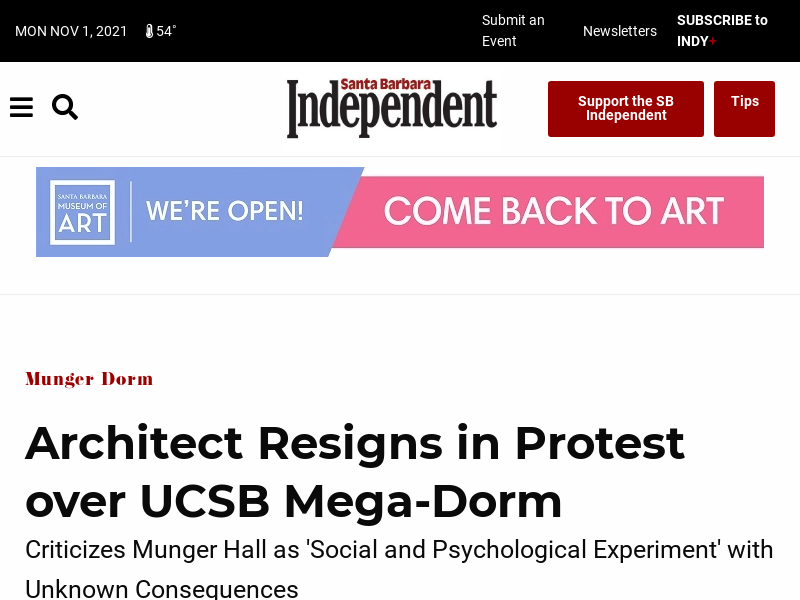 MON NOV 1, 2021
54°
Submit an
Event
Newsletters
SUBSCRIBE to
INDY+
Santa Barbara
Independent
Support the SB
Independent
Tips
SANTA BARBARA
MUSEUM OF
ART
WE'RE OPEN!
COME BACK TO ART
Munger Dorm
Architect Resigns in Protest
over UCSB Mega-Dorm
Criticizes Munger Hall as 'Social and Psychological Experiment' with
Unknown Consequences